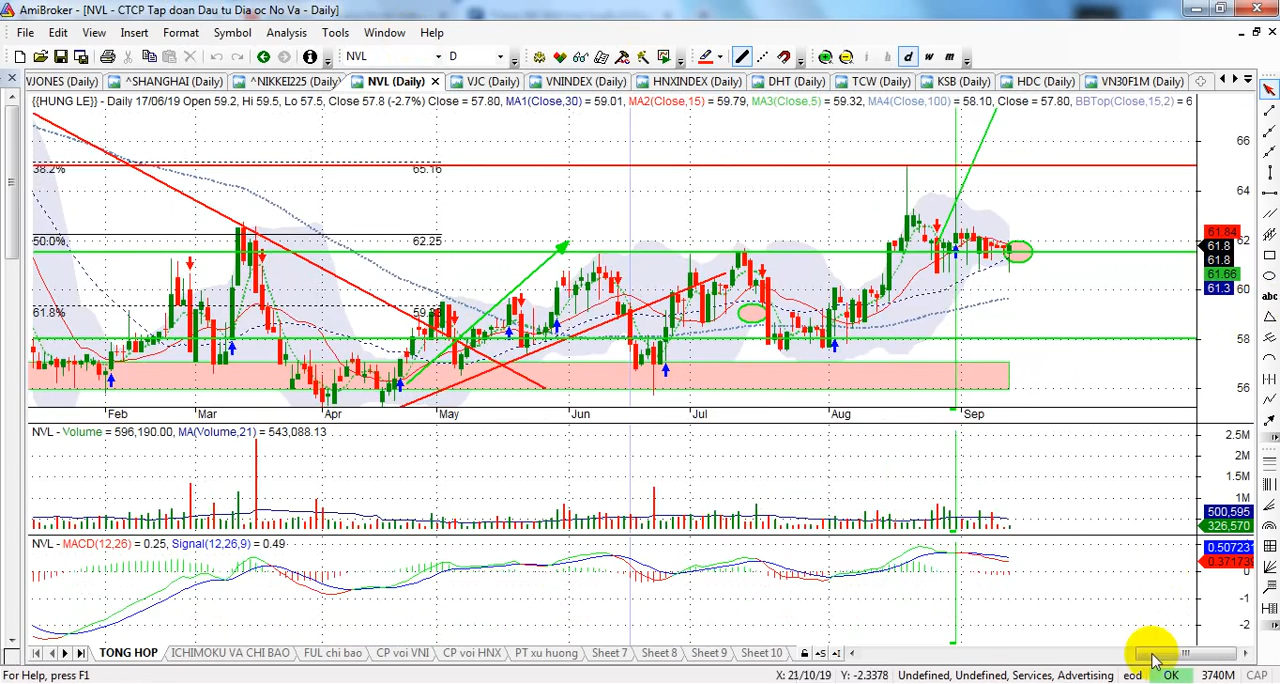 AmiBroker - [NVL - CTCP Tap doan Dau tu Dia oc No Va - Daily]
File Edit View Insert Format Symbol Analysis Tools Window Help
NVL D i h d w m
VJONES (Daily) ^SHANGHAI (Daily) ^NIKKEI225 (Daily) NVL (Daily) VJC (Daily) VNINDEX (Daily) HNXINDEX (Daily) DHT (Daily) TCW (Daily) KSB (Daily) HDC (Daily) VN30F1M (Daily)
{{HUNG LE}} - Daily 17/06/19 Open 59.2, Hi 59.5, Lo 57.5, Close 57.8 (-2.7%) Close = 57.80, MA1(Close,30) = 59.01, MA2(Close,15) = 59.79, MA3(Close,5) = 59.32, MA4(Close,100) = 58.10, Close = 57.80, BBTop(Close,15,2) = 6
66
38.2% 65.16
64
61.84
50.0% 62.25 62 61.8
61.8
61.66
61.3
60
61.8%
58
56
Feb Mar Apr May Jun Jul Aug Sep
NVL - Volume = 596,190.00, MA(Volume,21) = 543,088.13
2.5M
2M
1.5M
1M
500,595
326,570
NVL - MACD(12,26) = 0.25, Signal(12,26,9) = 0.49
0
-1
-2
TONG HOP ICHIMOKU VA CHI BAO FUL chi bao CP voi VNI CP voi HNX PT xu huong Sheet 7 Sheet 8 Sheet 9 Sheet 10
For Help, press F1 X: 21/10/19 Y: -2.3378 Undefined, Undefined, Services, Advertising eod OK 3740M CAP
abc